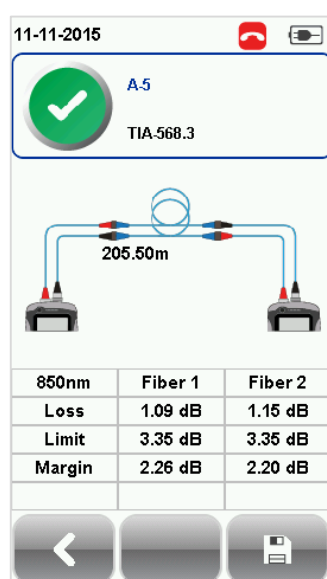 11-11-2015
A-5
TIA-568.3
205.50m
850nm Fiber 1 Fiber 2
Loss 1.09 dB 1.15 dB
Limit 3.35 dB 3.35 dB
Margin 2.26 dB 2.20 dB